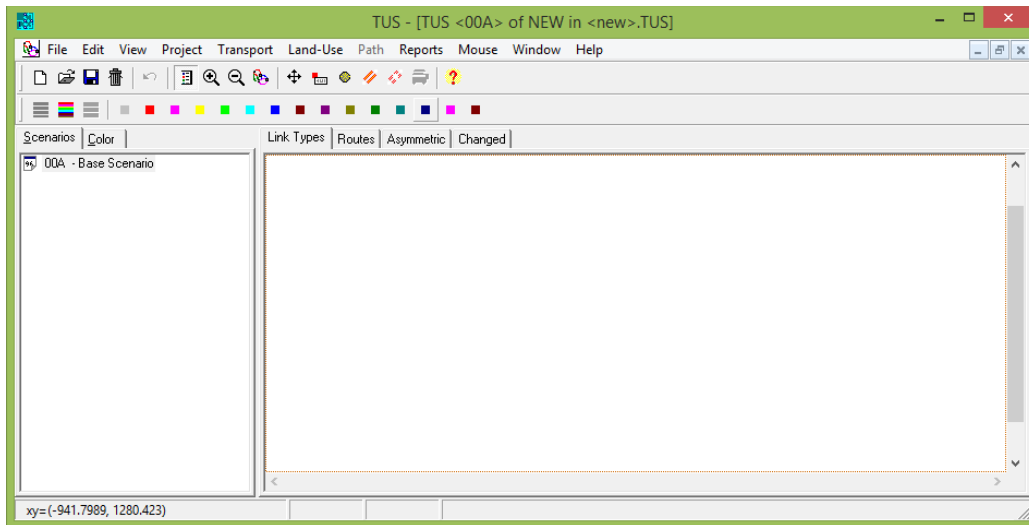 TUS - [TUS <00A> of NEW in <new>.TUS]
File Edit View Project Transport Land-Use Path Reports Mouse Window Help
Scenarios Color Link Types Routes Asymmetric Changed
00A - Base Scenario
xy=(-941.7989, 1280.423)